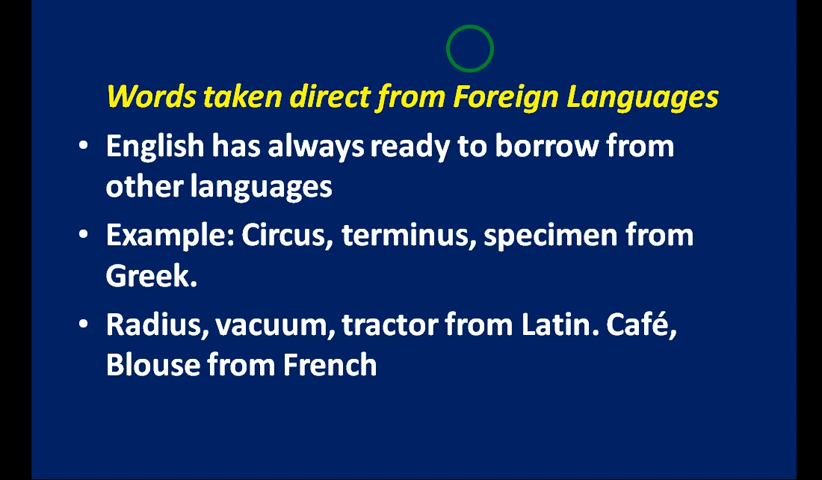 Words taken direct from Foreign Languages
• English has always ready to borrow from
other languages
• Example: Circus, terminus, specimen from
Greek.
• Radius, vacuum, tractor from Latin. Café,
Blouse from French